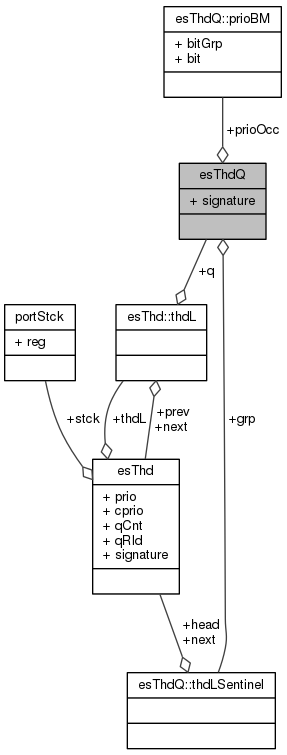 esThdQ::prioBM
+ bitGrp
+ bit
+prioOcc
esThdQ
+ signature
+q
portStck
+ reg
esThd::thdL
+stck
+thdL
+prev
+next
+grp
esThd
+ prio
+ cprio
+ qCnt
+ qRld
+ signature
+head
+next
esThdQ::thdLSentinel